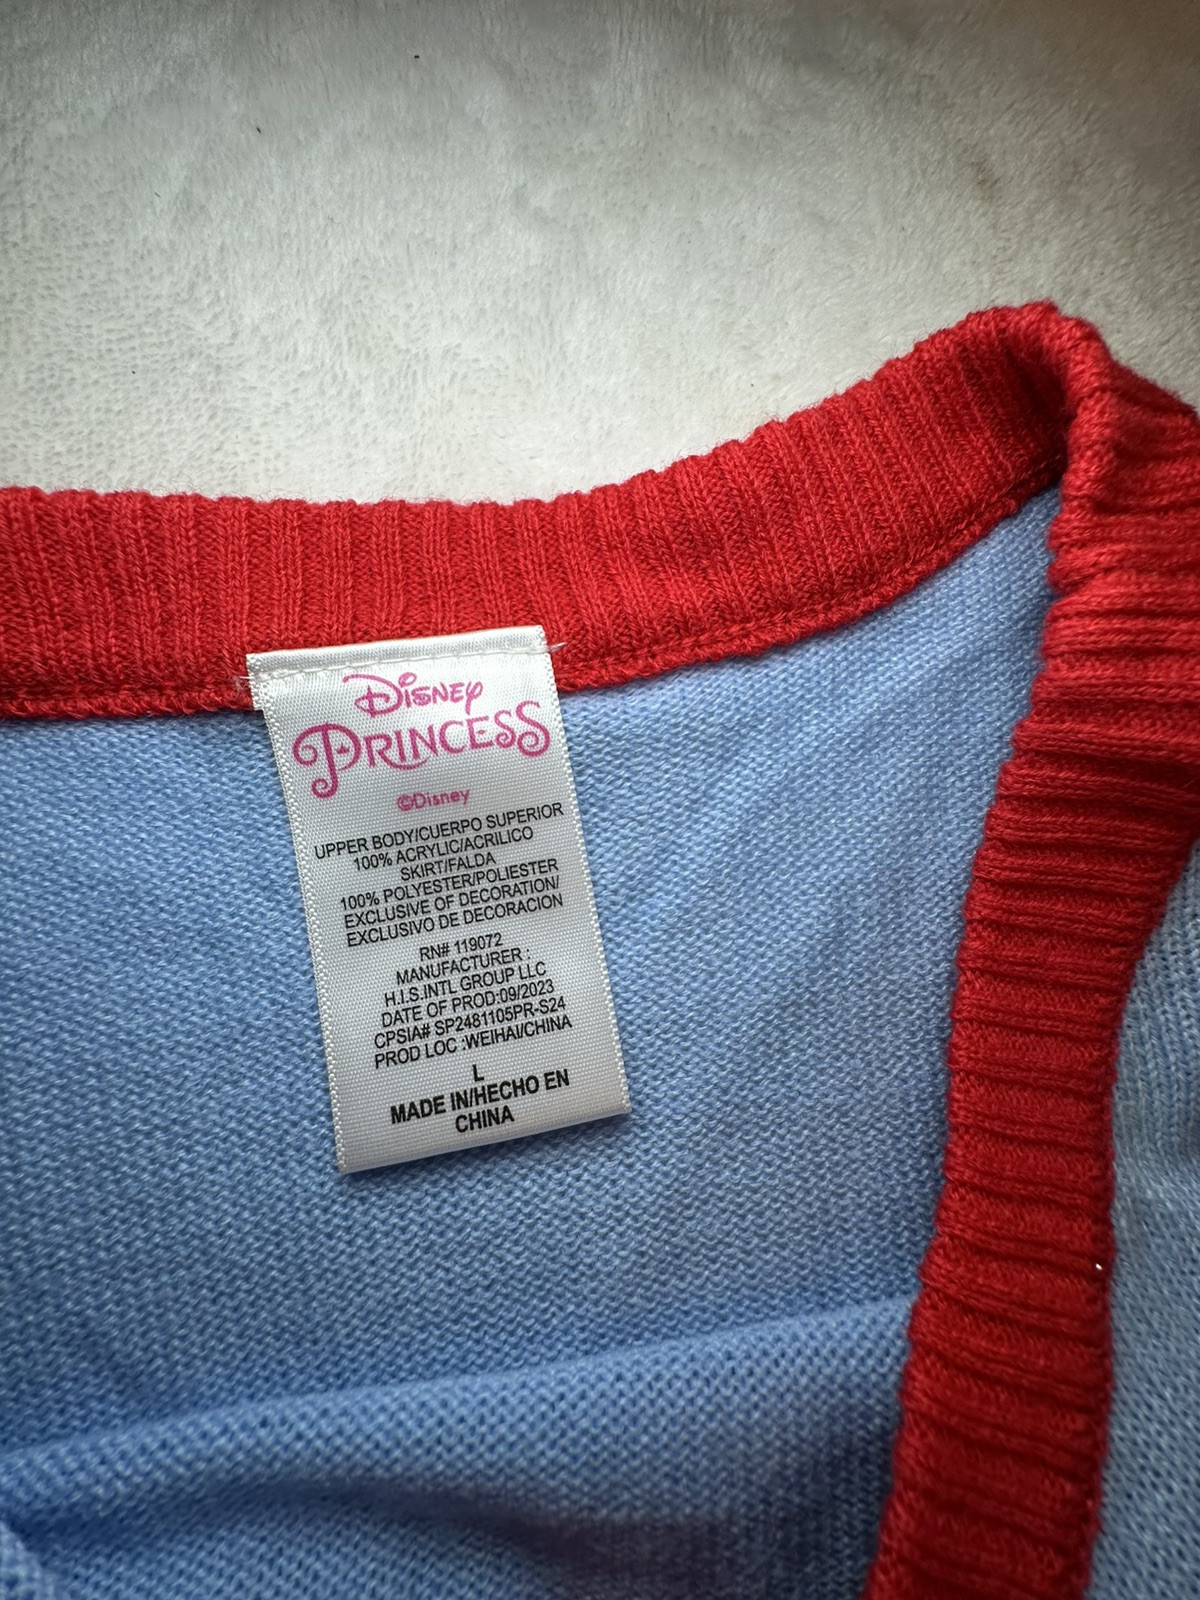 Disney
PRINCESS
©Disney
UPPER BODY/CUERPO SUPERIOR
100% ACRYLIC/ACRILICO
SKIRT/FALDA
100% POLYESTER/POLIESTER
EXCLUSIVE OF DECORATION/
EXCLUSIVO DE DECORACION
RN# 119072
MANUFACTURER :
H.I.S.INTL GROUP LLC
DATE OF PROD:09/2023
CPSIA# SP2481105PR-S24
PROD LOC :WEIHAI/CHINA
L
MADE IN/HECHO EN
CHINA